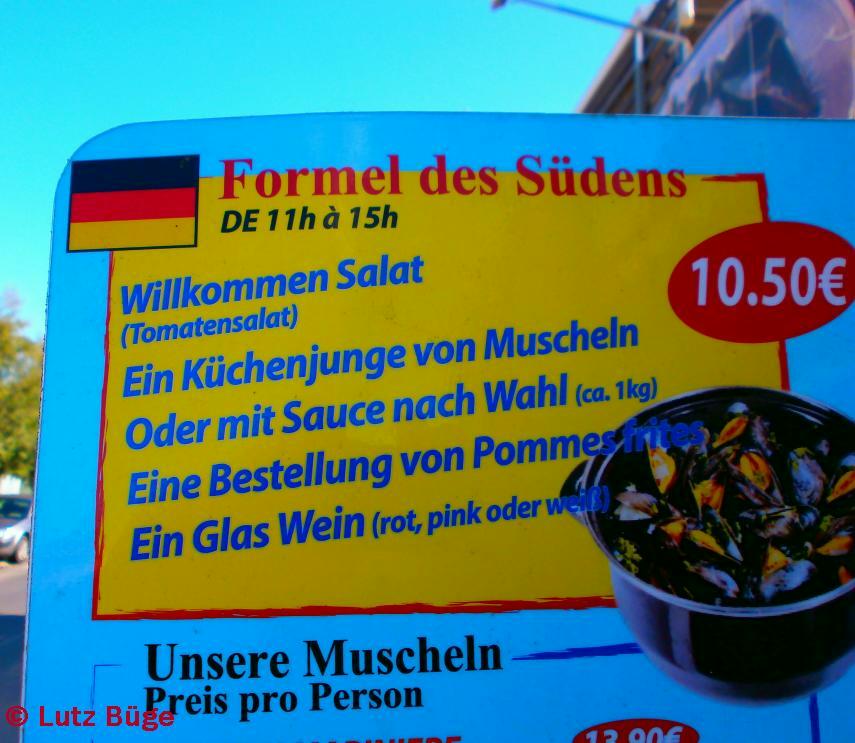 Formel des Südens
DE 11h à 15h
10.50€
Willkommen Salat
(Tomatensalat)
Ein Küchenjunge von Muscheln
Oder mit Sauce nach Wahl (ca. 1kg)
Eine Bestellung von Pommes frites
Ein Glas Wein (rot, pink oder weiß)
Unsere Muscheln
Preis pro Person
13.90€
© Lutz Büge